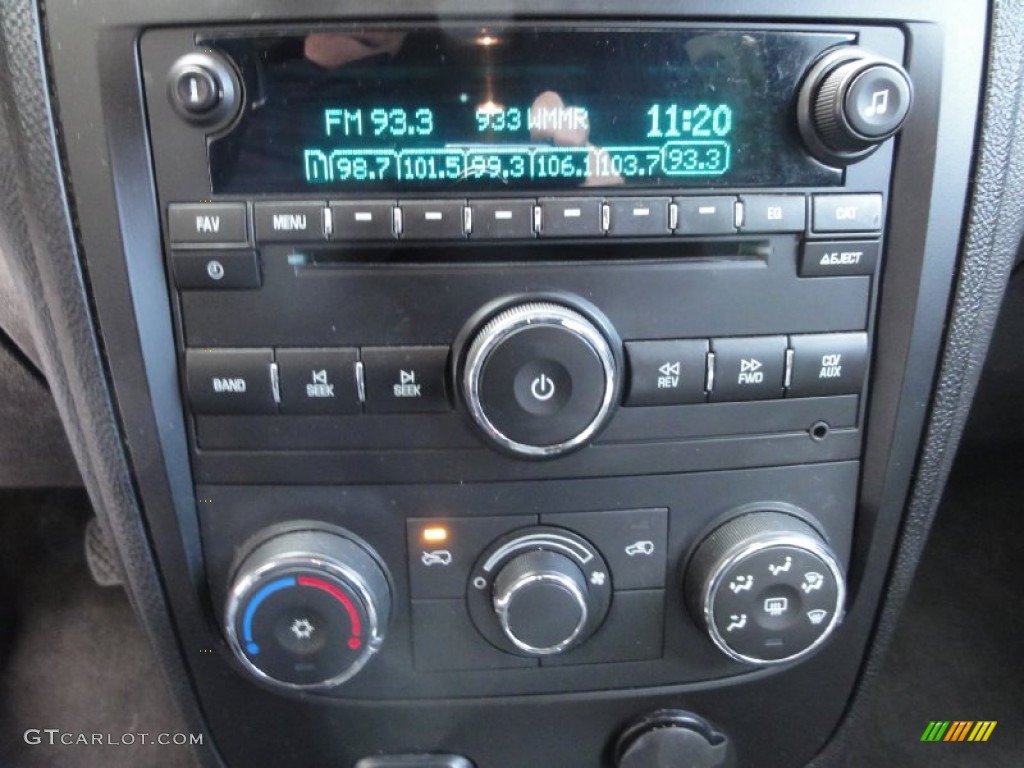 FM 93.3 933 WMMR 11:20
98.7 101.5 99.3 106.1 103.7 93.3
FAV MENU EQ CAT
EJECT
BAND SEEK SEEK REV FWD CD/
AUX
GTCARLOT.COM